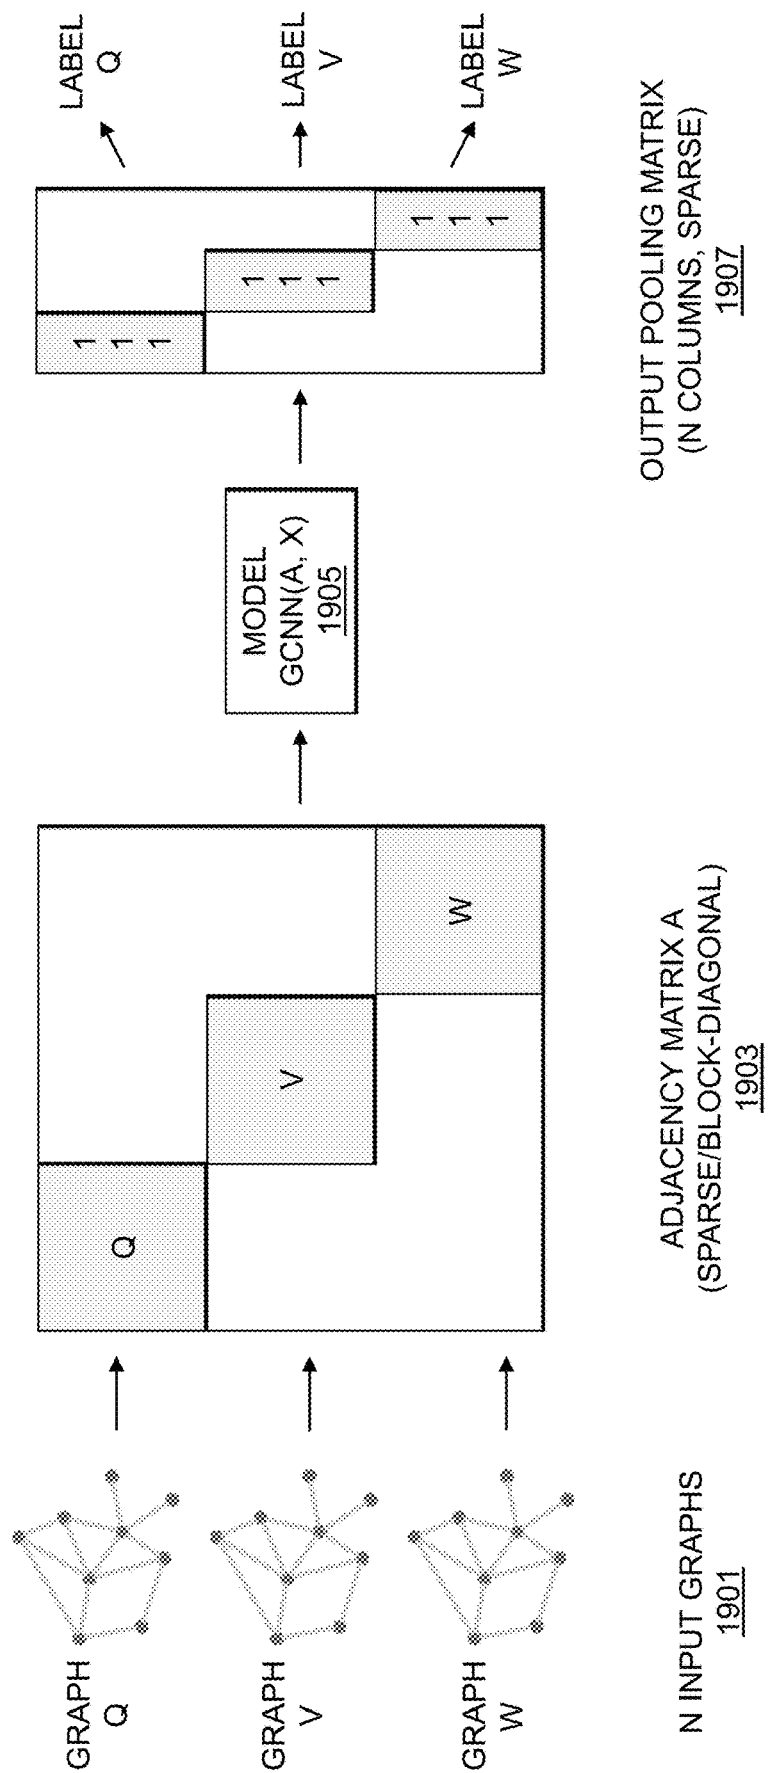 GRAPH
Q
GRAPH
V
GRAPH
W
N INPUT GRAPHS
1901
Q
V
W
ADJACENCY MATRIX A
(SPARSE/BLOCK-DIAGONAL)
1903
MODEL
GCNN(A, X)
1905
1
1
1
1
1
1
1
1
1
OUTPUT POOLING MATRIX
(N COLUMNS, SPARSE)
1907
LABEL
Q
LABEL
V
LABEL
W